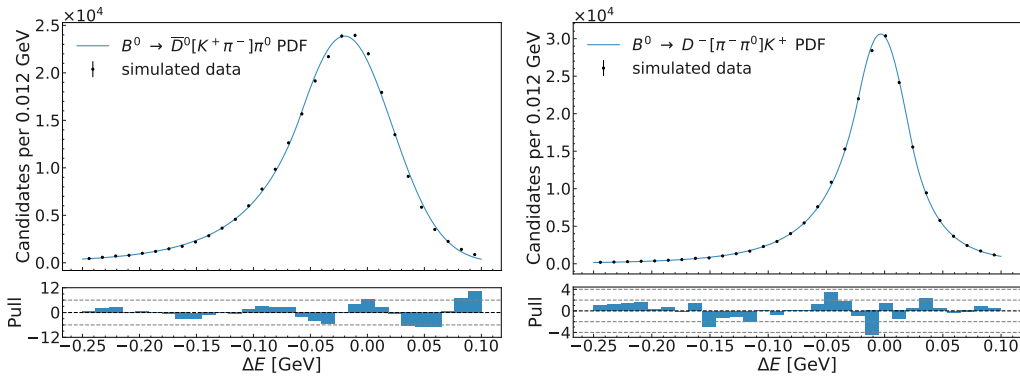 ×10⁴
2.5
2.0
1.5
1.0
0.5
0.0
Candidates per 0.012 GeV
B⁰ → D̅⁰[K⁺π⁻]π⁰ PDF
simulated data
12
0
−12
Pull
−0.25 −0.20 −0.15 −0.10 −0.05 0.00 0.05 0.10
ΔE [GeV]
×10⁴
3.0
2.5
2.0
1.5
1.0
0.5
0.0
Candidates per 0.012 GeV
B⁰ → D⁻[π⁻π⁰]K⁺ PDF
simulated data
4
0
−4
Pull
−0.25 −0.20 −0.15 −0.10 −0.05 0.00 0.05 0.10
ΔE [GeV]